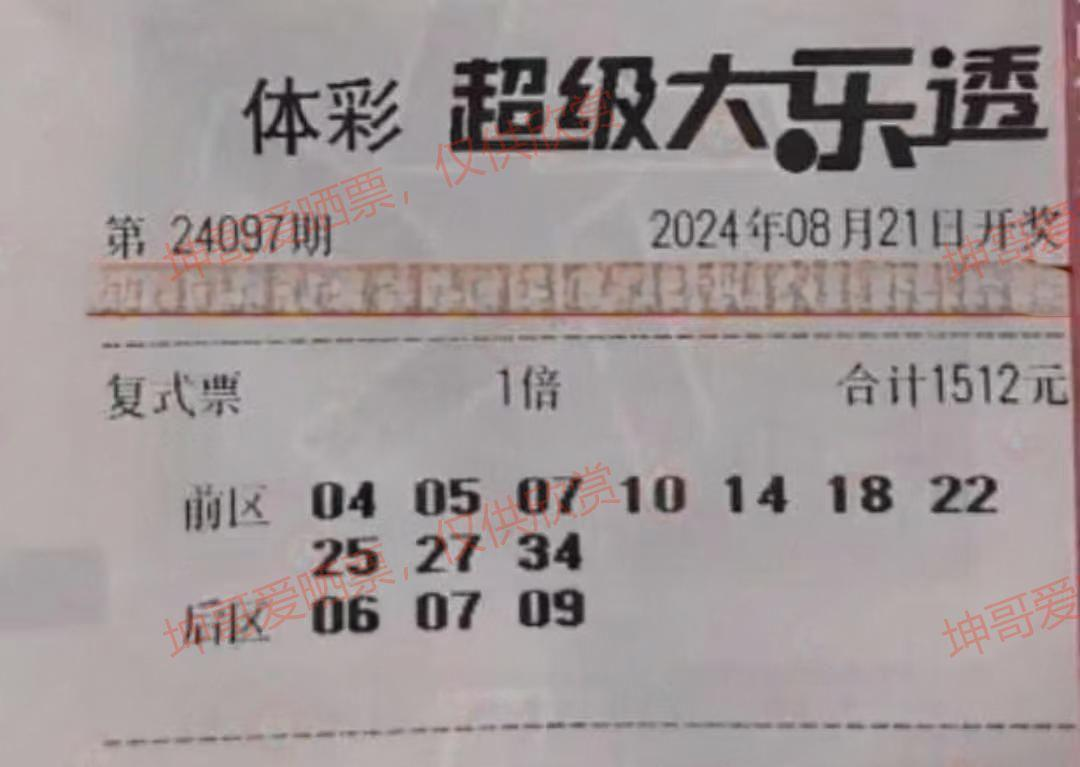 体彩 超级大乐透
第 24097期 2024年08月21日开奖
复式票 1倍 合计1512元
前区 04 05 07 10 14 18 22
25 27 34
后区 06 07 09
坤哥爱晒票，仅供欣赏
坤哥爱
坤哥爱晒票，仅供欣赏
坤哥爱